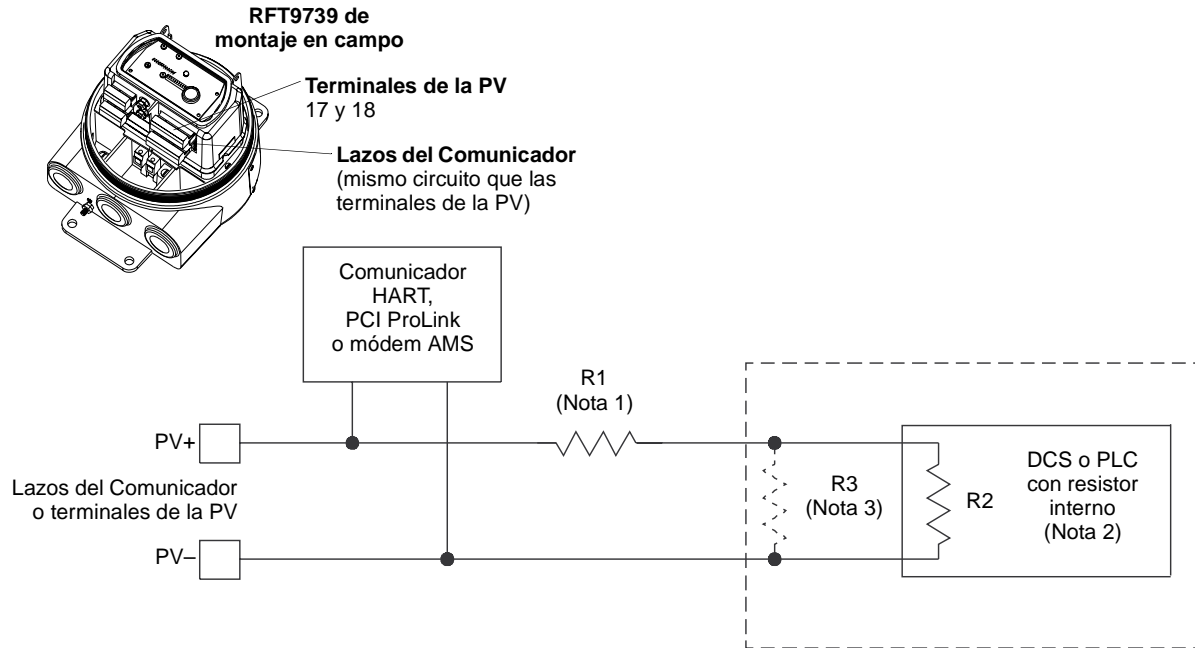 RFT9739 de
montaje en campo
Terminales de la PV
17 y 18
Lazos del Comunicador
(mismo circuito que las
terminales de la PV)
Comunicador
HART,
PCI ProLink
o módem AMS
R1
(Nota 1)
PV+
Lazos del Comunicador
o terminales de la PV
PV–
R3
(Nota 3)
R2
DCS o PLC
con resistor
interno
(Nota 2)